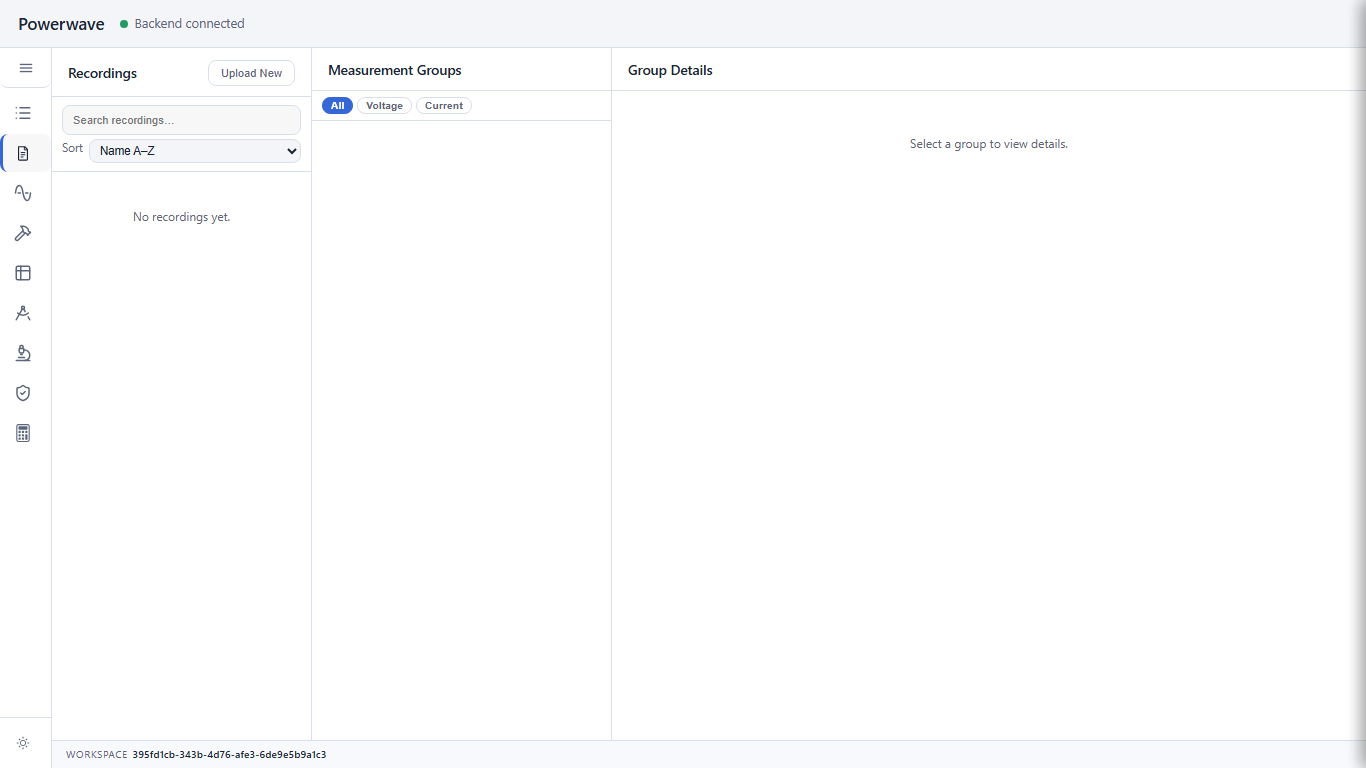 Powerwave
Backend connected
Recordings
Upload New
Search recordings...
Sort
Name A–Z
No recordings yet.
Measurement Groups
All Voltage Current
Group Details
Select a group to view details.
WORKSPACE 395fd1cb-343b-4d76-afe3-6de9e5b9a1c3